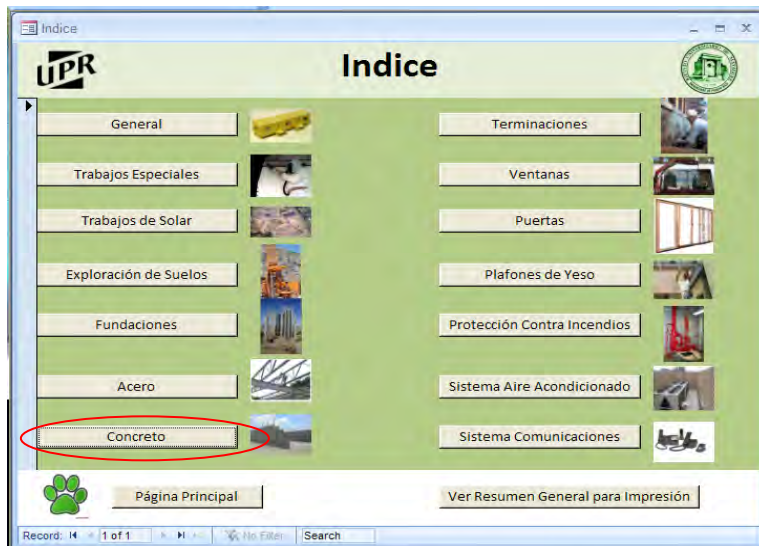 Indice
UPR
Indice
General
Trabajos Especiales
Trabajos de Solar
Exploración de Suelos
Fundaciones
Acero
Concreto
Terminaciones
Ventanas
Puertas
Plafones de Yeso
Protección Contra Incendios
Sistema Aire Acondicionado
Sistema Comunicaciones
Página Principal
Ver Resumen General para Impresión
Record: 1 of 1 No Filter Search